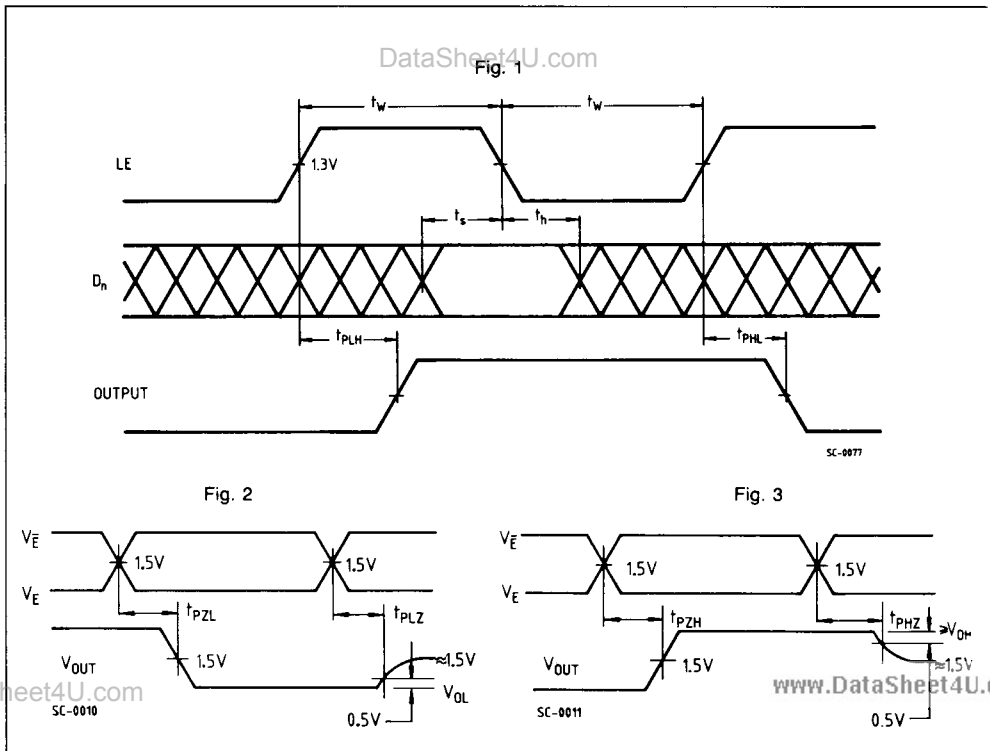 DataSheet4U.com
Fig. 1
tW tW
LE
1.3V
ts th
Dn
tPLH tPHL
OUTPUT
SC-0077
Fig. 2
VE̅
1.5V 1.5V
VE
tPZL tPLZ
VOUT
1.5V
≈1.5V
VOL
0.5V
SC-0010
heet4U.com
Fig. 3
VE̅
1.5V 1.5V
VE
tPZH tPHZ
VOUT
1.5V
≈1.5V
0.5V
SC-0011
www.DataSheet4U.